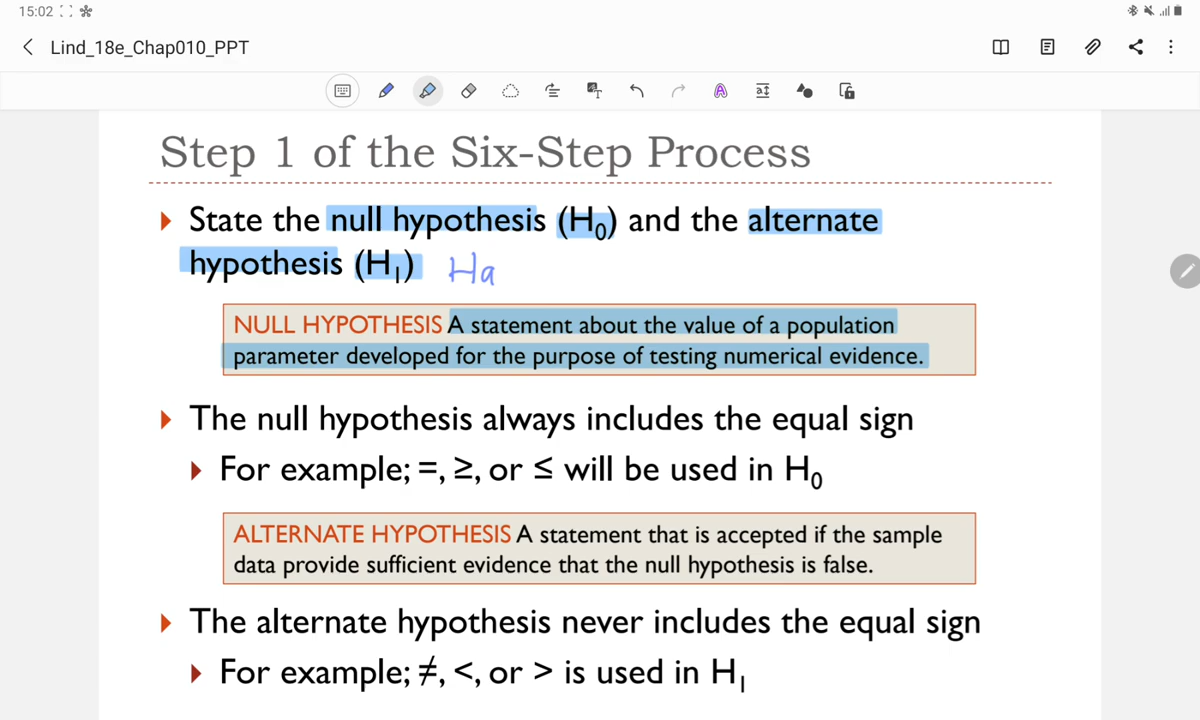 15:02
Lind_18e_Chap010_PPT
Step 1 of the Six-Step Process
State the null hypothesis (H₀) and the alternate
hypothesis (H₁) Ha
NULL HYPOTHESIS A statement about the value of a population
parameter developed for the purpose of testing numerical evidence.
The null hypothesis always includes the equal sign
For example; =, ≥, or ≤ will be used in H₀
ALTERNATE HYPOTHESIS A statement that is accepted if the sample
data provide sufficient evidence that the null hypothesis is false.
The alternate hypothesis never includes the equal sign
For example; ≠, <, or > is used in H₁